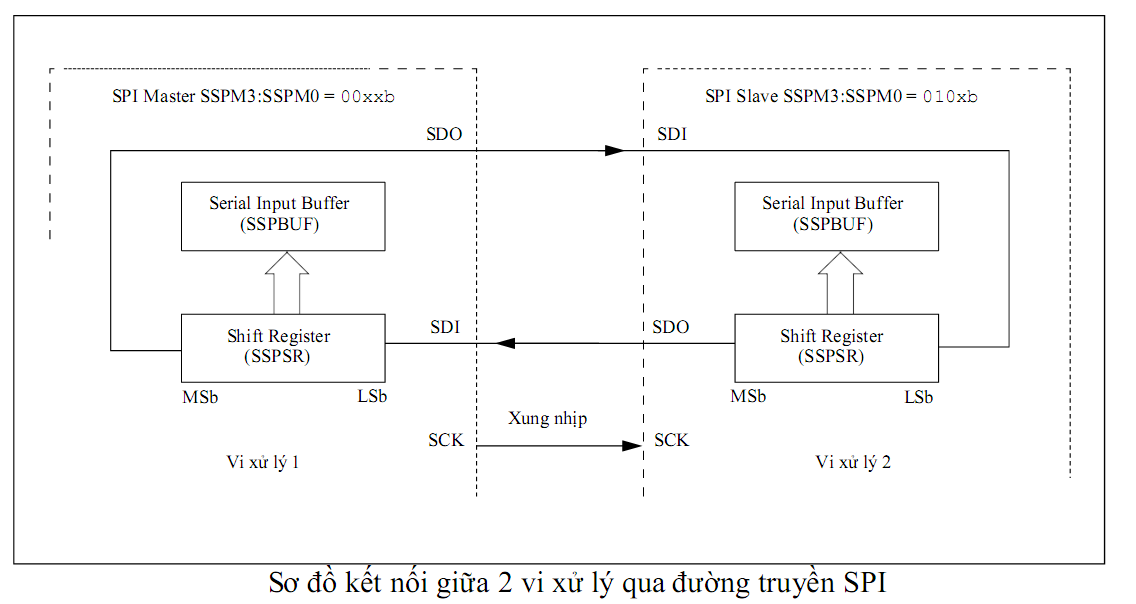 SPI Master SSPM3:SSPM0 = 00xxb
SPI Slave SSPM3:SSPM0 = 010xb
SDO
SDI
Serial Input Buffer
(SSPBUF)
Serial Input Buffer
(SSPBUF)
SDI
SDO
Shift Register
(SSPSR)
Shift Register
(SSPSR)
MSb
LSb
MSb
LSb
Xung nhịp
SCK
SCK
Vi xử lý 1
Vi xử lý 2
Sơ đồ kết nối giữa 2 vi xử lý qua đường truyền SPI